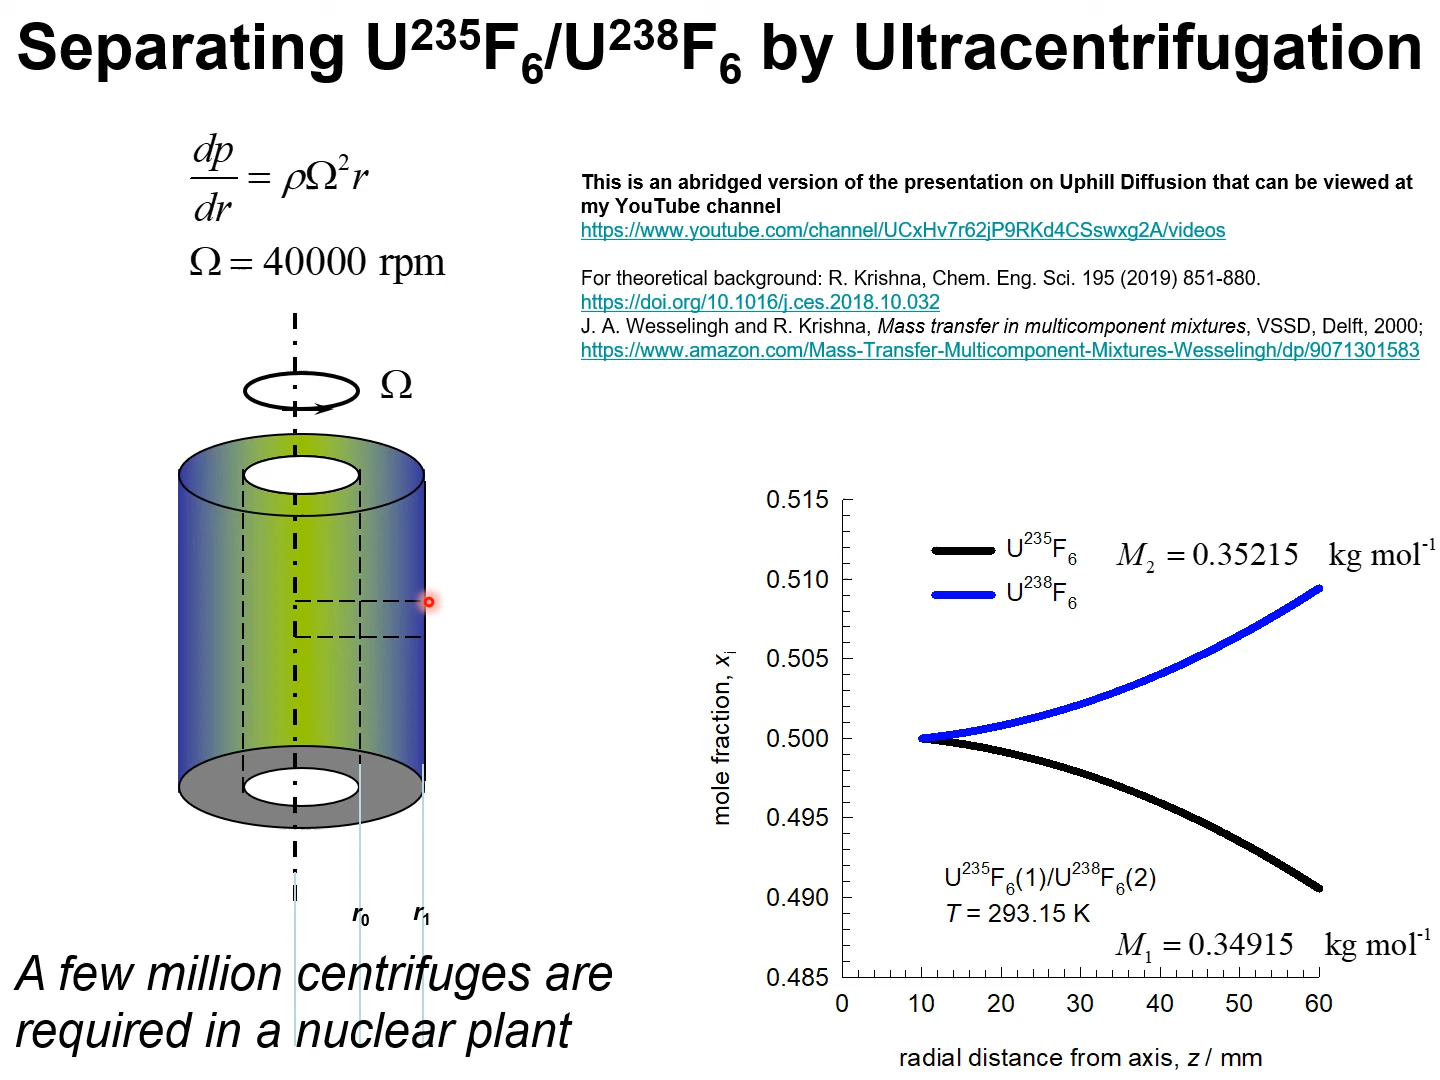 Separating U²³⁵F₆/U²³⁸F₆ by Ultracentrifugation
dp/dr = ρΩ²r
Ω = 40000 rpm
This is an abridged version of the presentation on Uphill Diffusion that can be viewed at
my YouTube channel
https://www.youtube.com/channel/UCxHv7r62jP9RKd4CSswxg2A/videos
For theoretical background: R. Krishna, Chem. Eng. Sci. 195 (2019) 851-880.
https://doi.org/10.1016/j.ces.2018.10.032
J. A. Wesselingh and R. Krishna, Mass transfer in multicomponent mixtures, VSSD, Delft, 2000;
https://www.amazon.com/Mass-Transfer-Multicomponent-Mixtures-Wesselingh/dp/9071301583
Ω
r₀ r₁
A few million centrifuges are
required in a nuclear plant
0.515
0.510
0.505
0.500
0.495
0.490
0.485
mole fraction, xᵢ
U²³⁵F₆
U²³⁸F₆
M₂ = 0.35215 kg mol⁻¹
U²³⁵F₆(1)/U²³⁸F₆(2)
T = 293.15 K
M₁ = 0.34915 kg mol⁻¹
0 10 20 30 40 50 60
radial distance from axis, z / mm